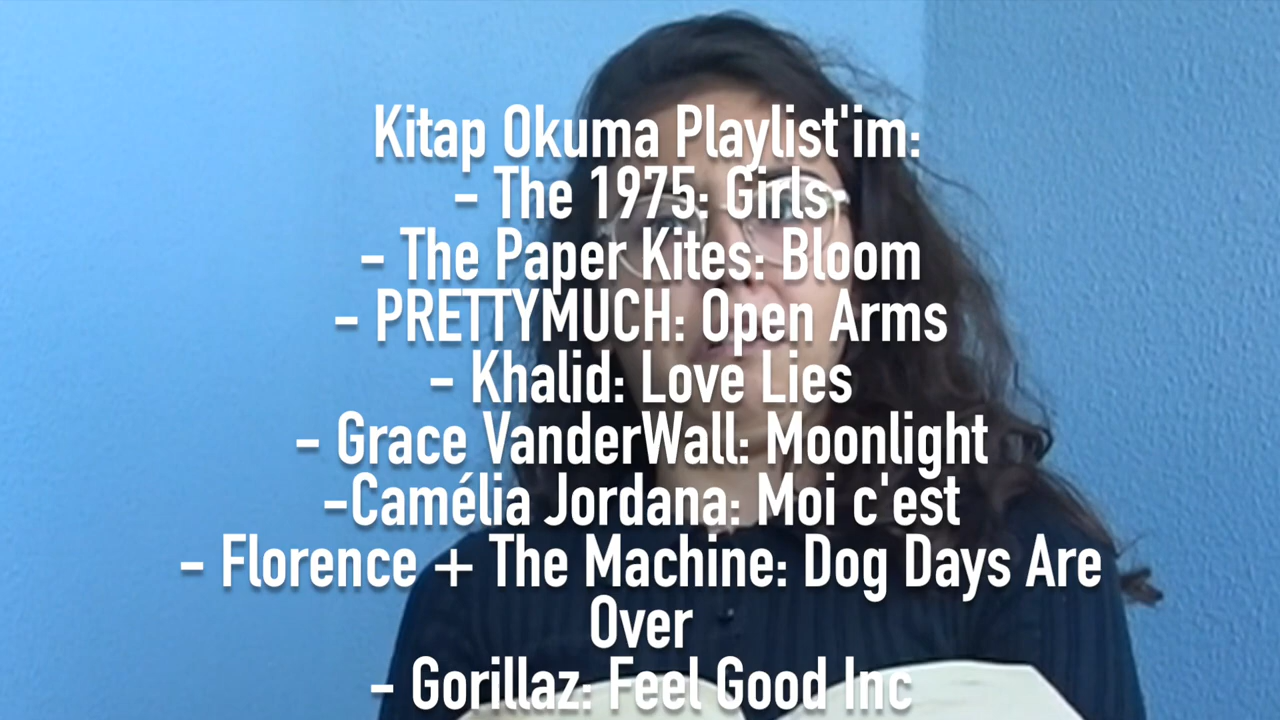 Kitap Okuma Playlist'im:
- The 1975: Girls
- The Paper Kites: Bloom
- PRETTYMUCH: Open Arms
- Khalid: Love Lies
- Grace VanderWall: Moonlight
-Camélia Jordana: Moi c'est
- Florence + The Machine: Dog Days Are
Over
- Gorillaz: Feel Good Inc